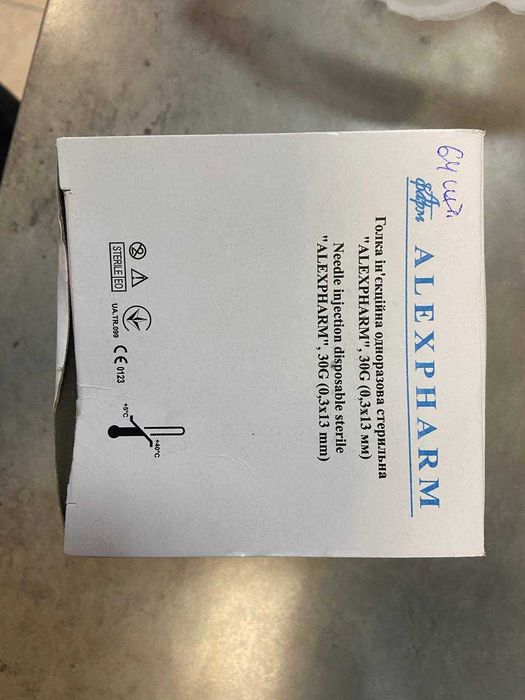 64 шт.
фарм
ALEXPHARM
Голка ін'єкційна одноразова стерильна
"ALEXPHARM", 30G (0,3x13 мм)
Needle injection disposable sterile
"ALEXPHARM", 30G (0,3x13 mm)
STERILE EO
UA.TR.099
CE 0123
+5°C
+40°C